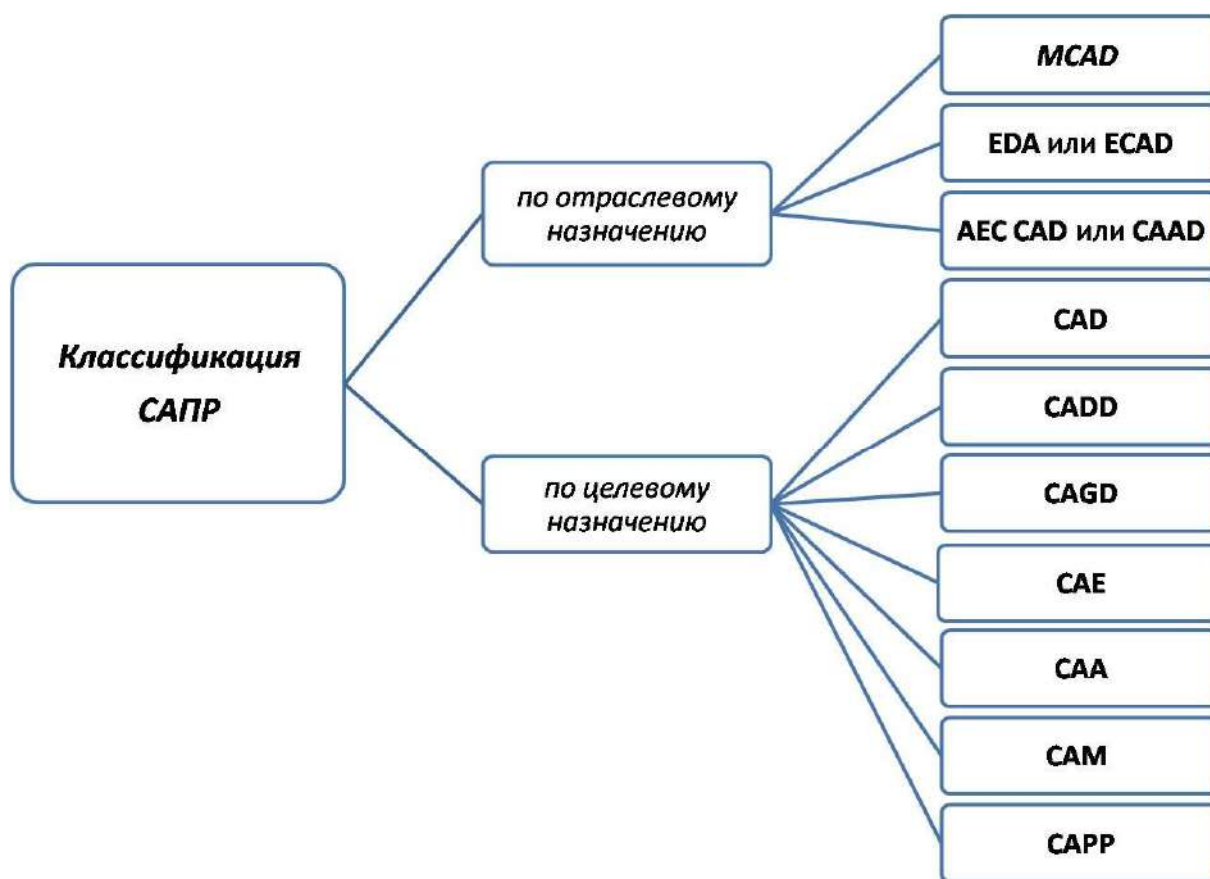 Классификация
САПР
по отраслевому
назначению
MCAD
EDA или ECAD
AEC CAD или CAAD
по целевому
назначению
CAD
CADD
CAGD
CAE
CAA
CAM
CAPP